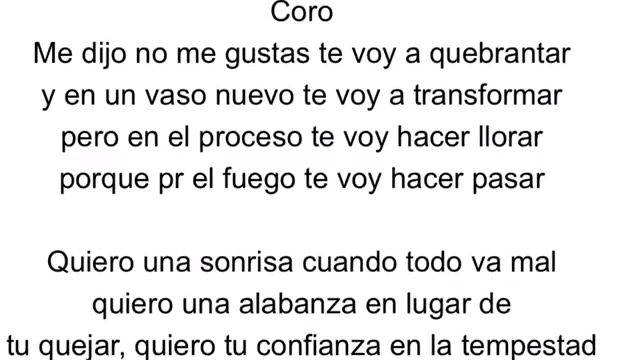 Coro
Me dijo no me gustas te voy a quebrantar
y en un vaso nuevo te voy a transformar
pero en el proceso te voy hacer llorar
porque pr el fuego te voy hacer pasar
Quiero una sonrisa cuando todo va mal
quiero una alabanza en lugar de
tu quejar, quiero tu confianza en la tempestad